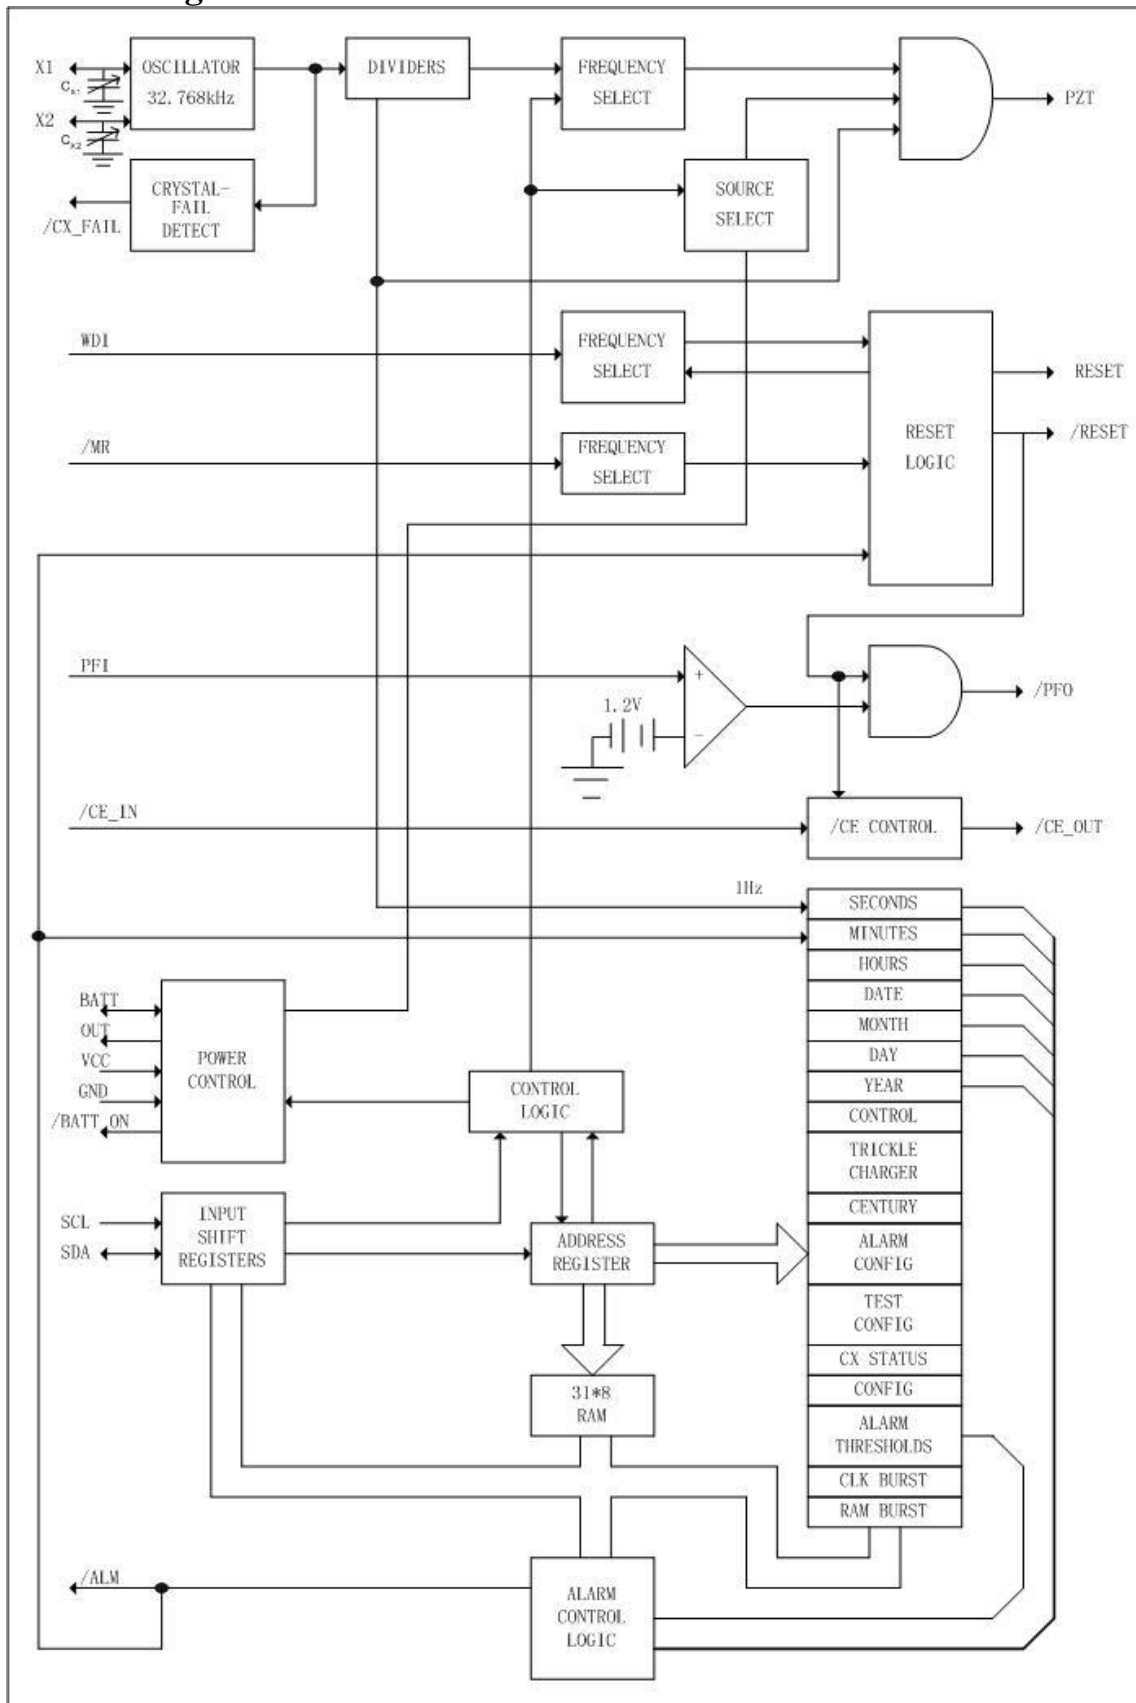 X1
OSCILLATOR
32.768kHz
DIVIDERS
FREQUENCY
SELECT
PZT
CX1
X2
CX2
CRYSTAL-
FAIL
DETECT
/CX_FAIL
SOURCE
SELECT
WDI
FREQUENCY
SELECT
RESET
/MR
FREQUENCY
SELECT
RESET
LOGIC
/RESET
PFI
+
1.2V
-
/PFO
/CE_IN
/CE CONTROL
/CE_OUT
1Hz
SECONDS
MINUTES
HOURS
DATE
MONTH
DAY
YEAR
CONTROL
TRICKLE
CHARGER
CENTURY
ALARM
CONFIG
TEST
CONFIG
CX STATUS
CONFIG
ALARM
THRESHOLDS
CLK BURST
RAM BURST
BATT
OUT
VCC
GND
/BATT_ON
POWER
CONTROL
CONTROL
LOGIC
SCL
SDA
INPUT
SHIFT
REGISTERS
ADDRESS
REGISTER
31*8
RAM
/ALM
ALARM
CONTROL
LOGIC